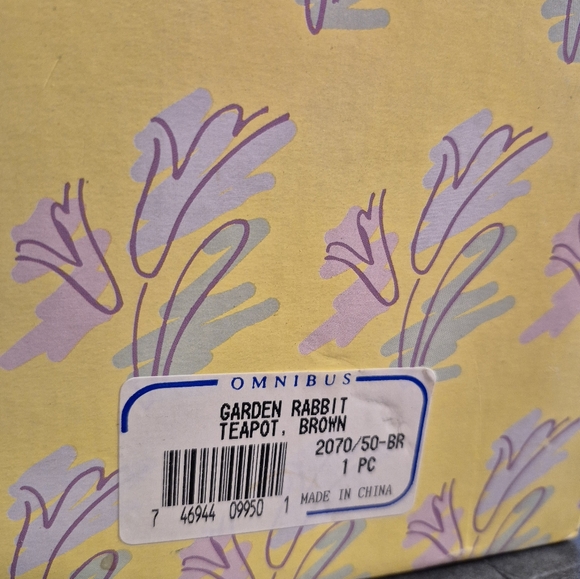 OMNIBUS
GARDEN RABBIT
TEAPOT, BROWN
2070/50-BR
1 PC
7 46944 09950 1
MADE IN CHINA